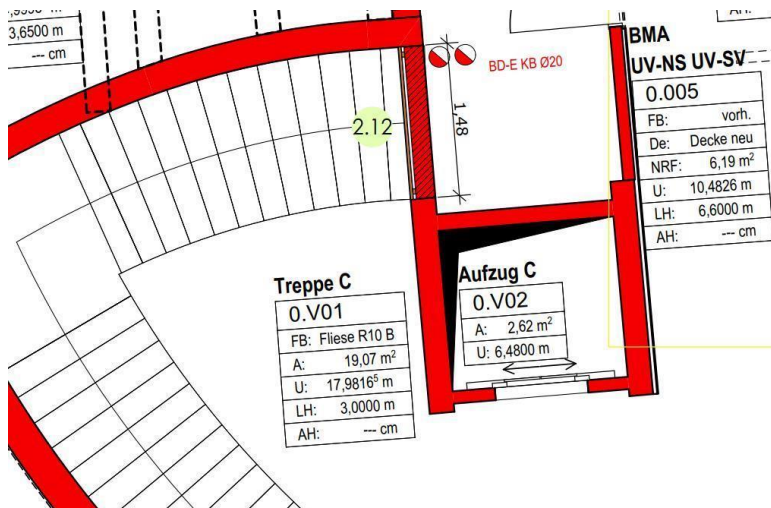 3,6500 m
--- cm
2.12
1,48
BD-E KB Ø20
BMA
UV-NS UV-SV
0.005
FB: vorh.
De: Decke neu
NRF: 6,19 m²
U: 10,4826 m
LH: 6,6000 m
AH: --- cm
Treppe C
0.V01
FB: Fliese R10 B
A: 19,07 m²
U: 17,9816⁵ m
LH: 3,0000 m
AH: --- cm
Aufzug C
0.V02
A: 2,62 m²
U: 6,4800 m